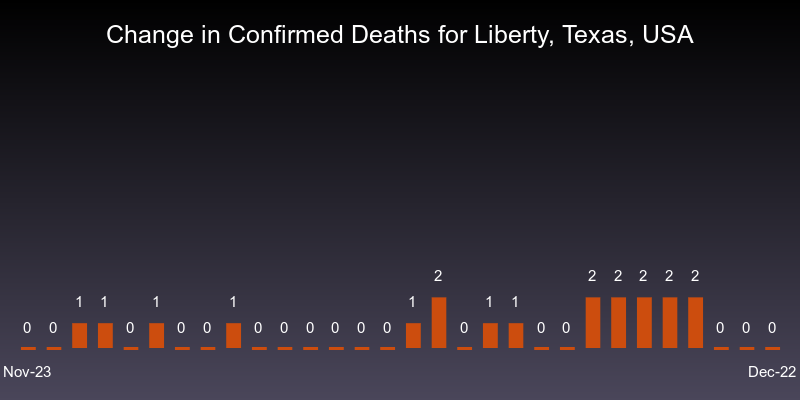 Change in Confirmed Deaths for Liberty, Texas, USA
0 0 1 1 0 1 0 0 1 0 0 0 0 0 0 1 2 0 1 1 0 0 2 2 2 2 2 0 0 0
Nov-23 Dec-22